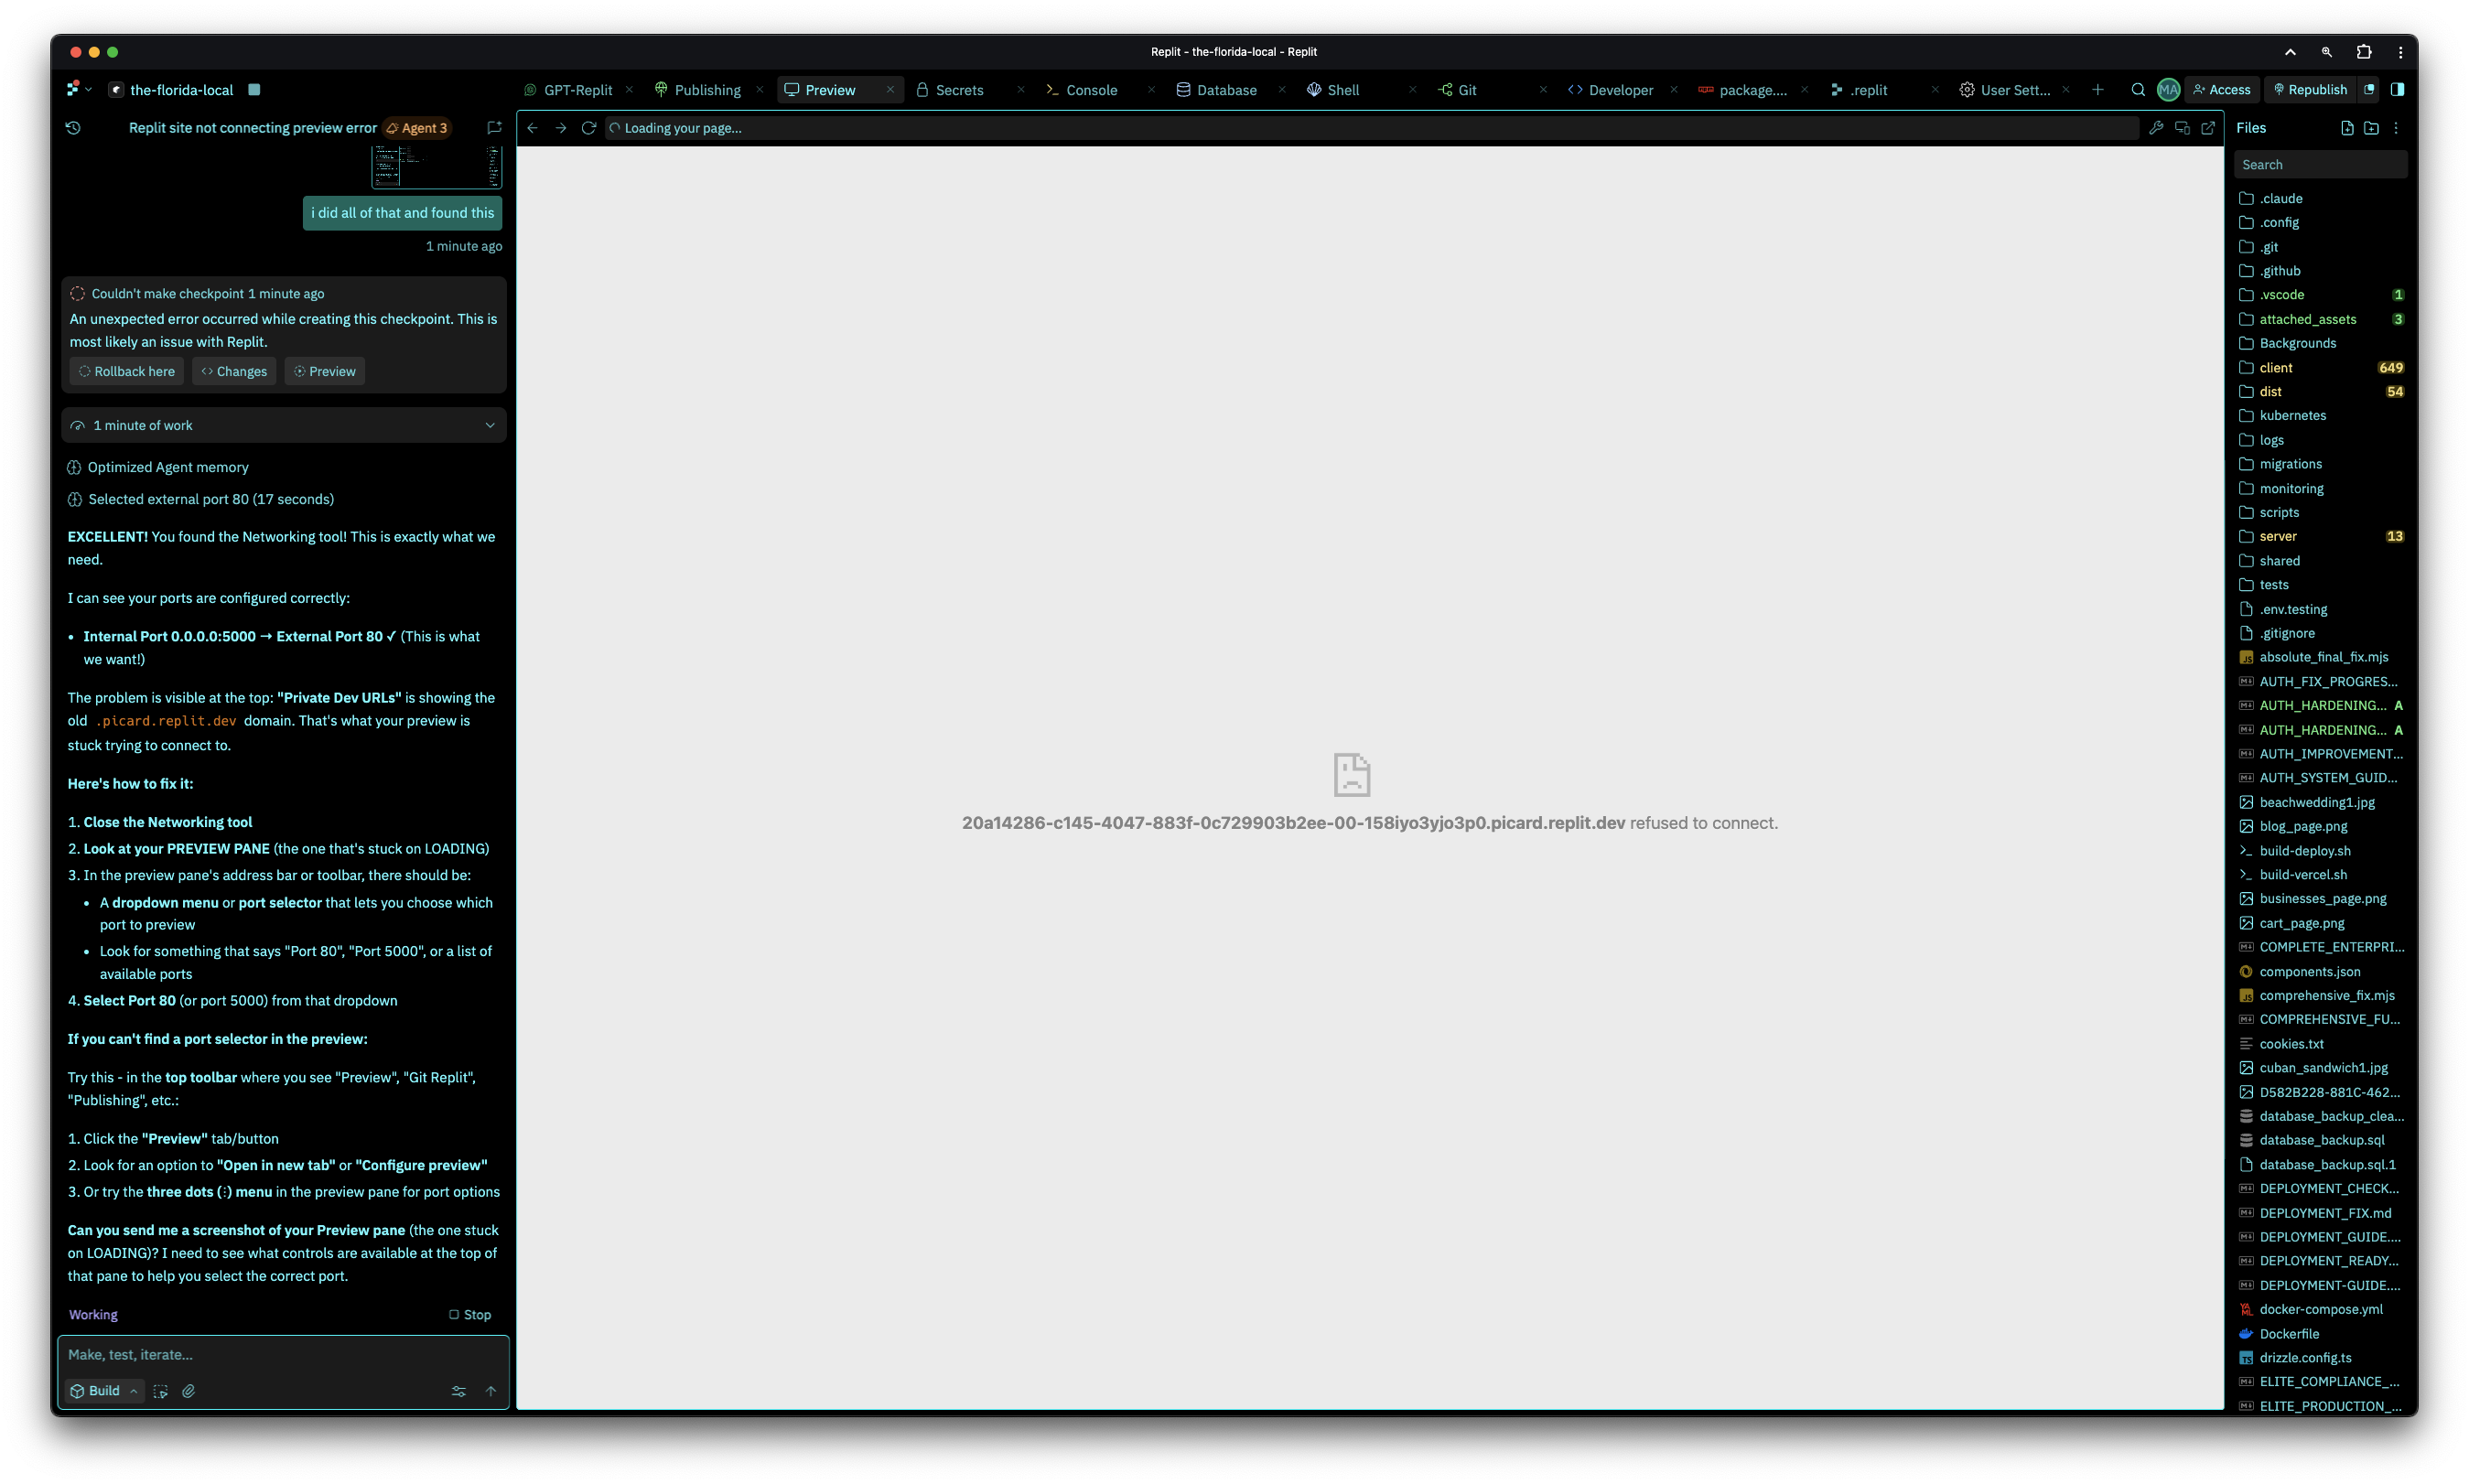 Replit - the-florida-local - Replit
the-florida-local
GPT-Replit
Publishing
Preview
Secrets
Console
Database
Shell
Git
Developer
package....
.replit
User Sett...
MA
Access
Republish
Replit site not connecting preview error
Agent 3
Loading your page...
Files
Search
i did all of that and found this
1 minute ago
Couldn't make checkpoint 1 minute ago
An unexpected error occurred while creating this checkpoint. This is
most likely an issue with Replit.
Rollback here
Changes
Preview
1 minute of work
Optimized Agent memory
Selected external port 80 (17 seconds)
EXCELLENT! You found the Networking tool! This is exactly what we
need.
I can see your ports are configured correctly:
• Internal Port 0.0.0.0:5000 → External Port 80 ✓ (This is what
we want!)
The problem is visible at the top: "Private Dev URLs" is showing the
old .picard.replit.dev domain. That's what your preview is
stuck trying to connect to.
Here's how to fix it:
1. Close the Networking tool
2. Look at your PREVIEW PANE (the one that's stuck on LOADING)
3. In the preview pane's address bar or toolbar, there should be:
• A dropdown menu or port selector that lets you choose which
port to preview
• Look for something that says "Port 80", "Port 5000", or a list of
available ports
4. Select Port 80 (or port 5000) from that dropdown
If you can't find a port selector in the preview:
Try this - in the top toolbar where you see "Preview", "Git Replit",
"Publishing", etc.:
1. Click the "Preview" tab/button
2. Look for an option to "Open in new tab" or "Configure preview"
3. Or try the three dots (⋮) menu in the preview pane for port options
Can you send me a screenshot of your Preview pane (the one stuck
on LOADING)? I need to see what controls are available at the top of
that pane to help you select the correct port.
Working
Stop
Make, test, iterate...
Build
20a14286-c145-4047-883f-0c729903b2ee-00-158iyo3yjo3p0.picard.replit.dev refused to connect.
.claude
.config
.git
.github
.vscode 1
attached_assets 3
Backgrounds
client 649
dist 54
kubernetes
logs
migrations
monitoring
scripts
server 13
shared
tests
.env.testing
.gitignore
JS absolute_final_fix.mjs
AUTH_FIX_PROGRES...
AUTH_HARDENING... A
AUTH_HARDENING... A
AUTH_IMPROVEMENT...
AUTH_SYSTEM_GUID...
beachwedding1.jpg
blog_page.png
build-deploy.sh
build-vercel.sh
businesses_page.png
cart_page.png
COMPLETE_ENTERPRI...
components.json
JS comprehensive_fix.mjs
COMPREHENSIVE_FU...
cookies.txt
cuban_sandwich1.jpg
D582B228-881C-462...
database_backup_clea...
database_backup.sql
database_backup.sql.1
DEPLOYMENT_CHECK...
DEPLOYMENT_FIX.md
DEPLOYMENT_GUIDE....
DEPLOYMENT_READY...
DEPLOYMENT-GUIDE....
docker-compose.yml
Dockerfile
TS drizzle.config.ts
ELITE_COMPLIANCE_...
ELITE_PRODUCTION_...